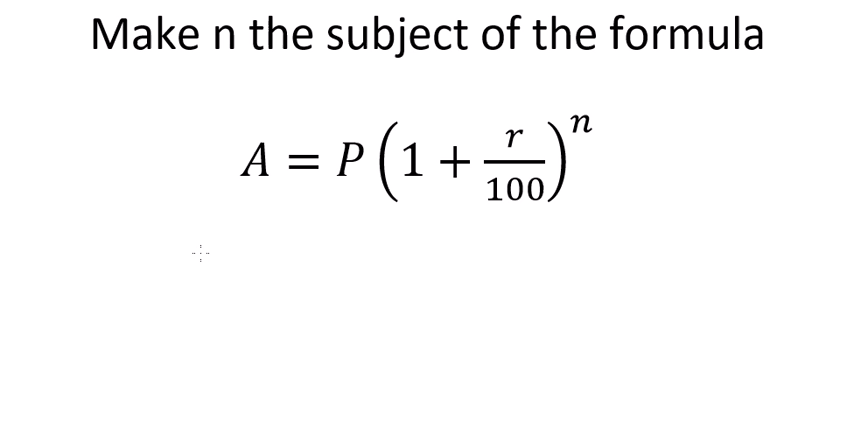 Make n the subject of the formula
A = P(1 + r/100)^n